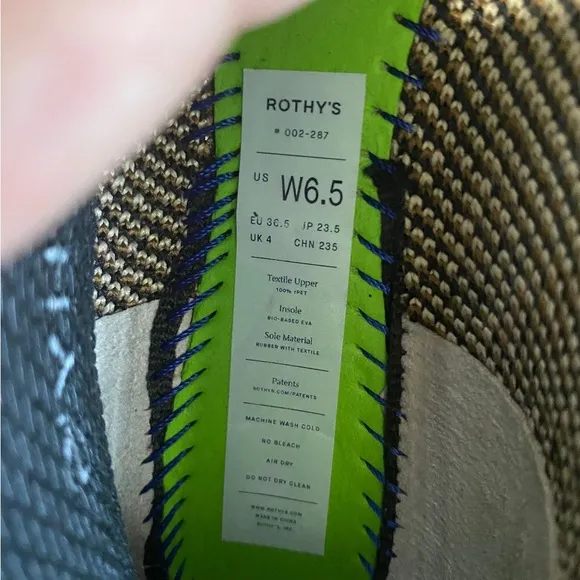 ROTHY'S
# 002-287
US W6.5
EU 36.5 JP 23.5
UK 4 CHN 235
Textile Upper
100% rPET
Insole
BIO-BASED EVA
Sole Material
RUBBER WITH TEXTILE
Patents
ROTHYS.COM/PATENTS
MACHINE WASH COLD
NO BLEACH
AIR DRY
DO NOT DRY CLEAN
WWW.ROTHYS.COM
MADE IN CHINA
ROTHY'S, INC.